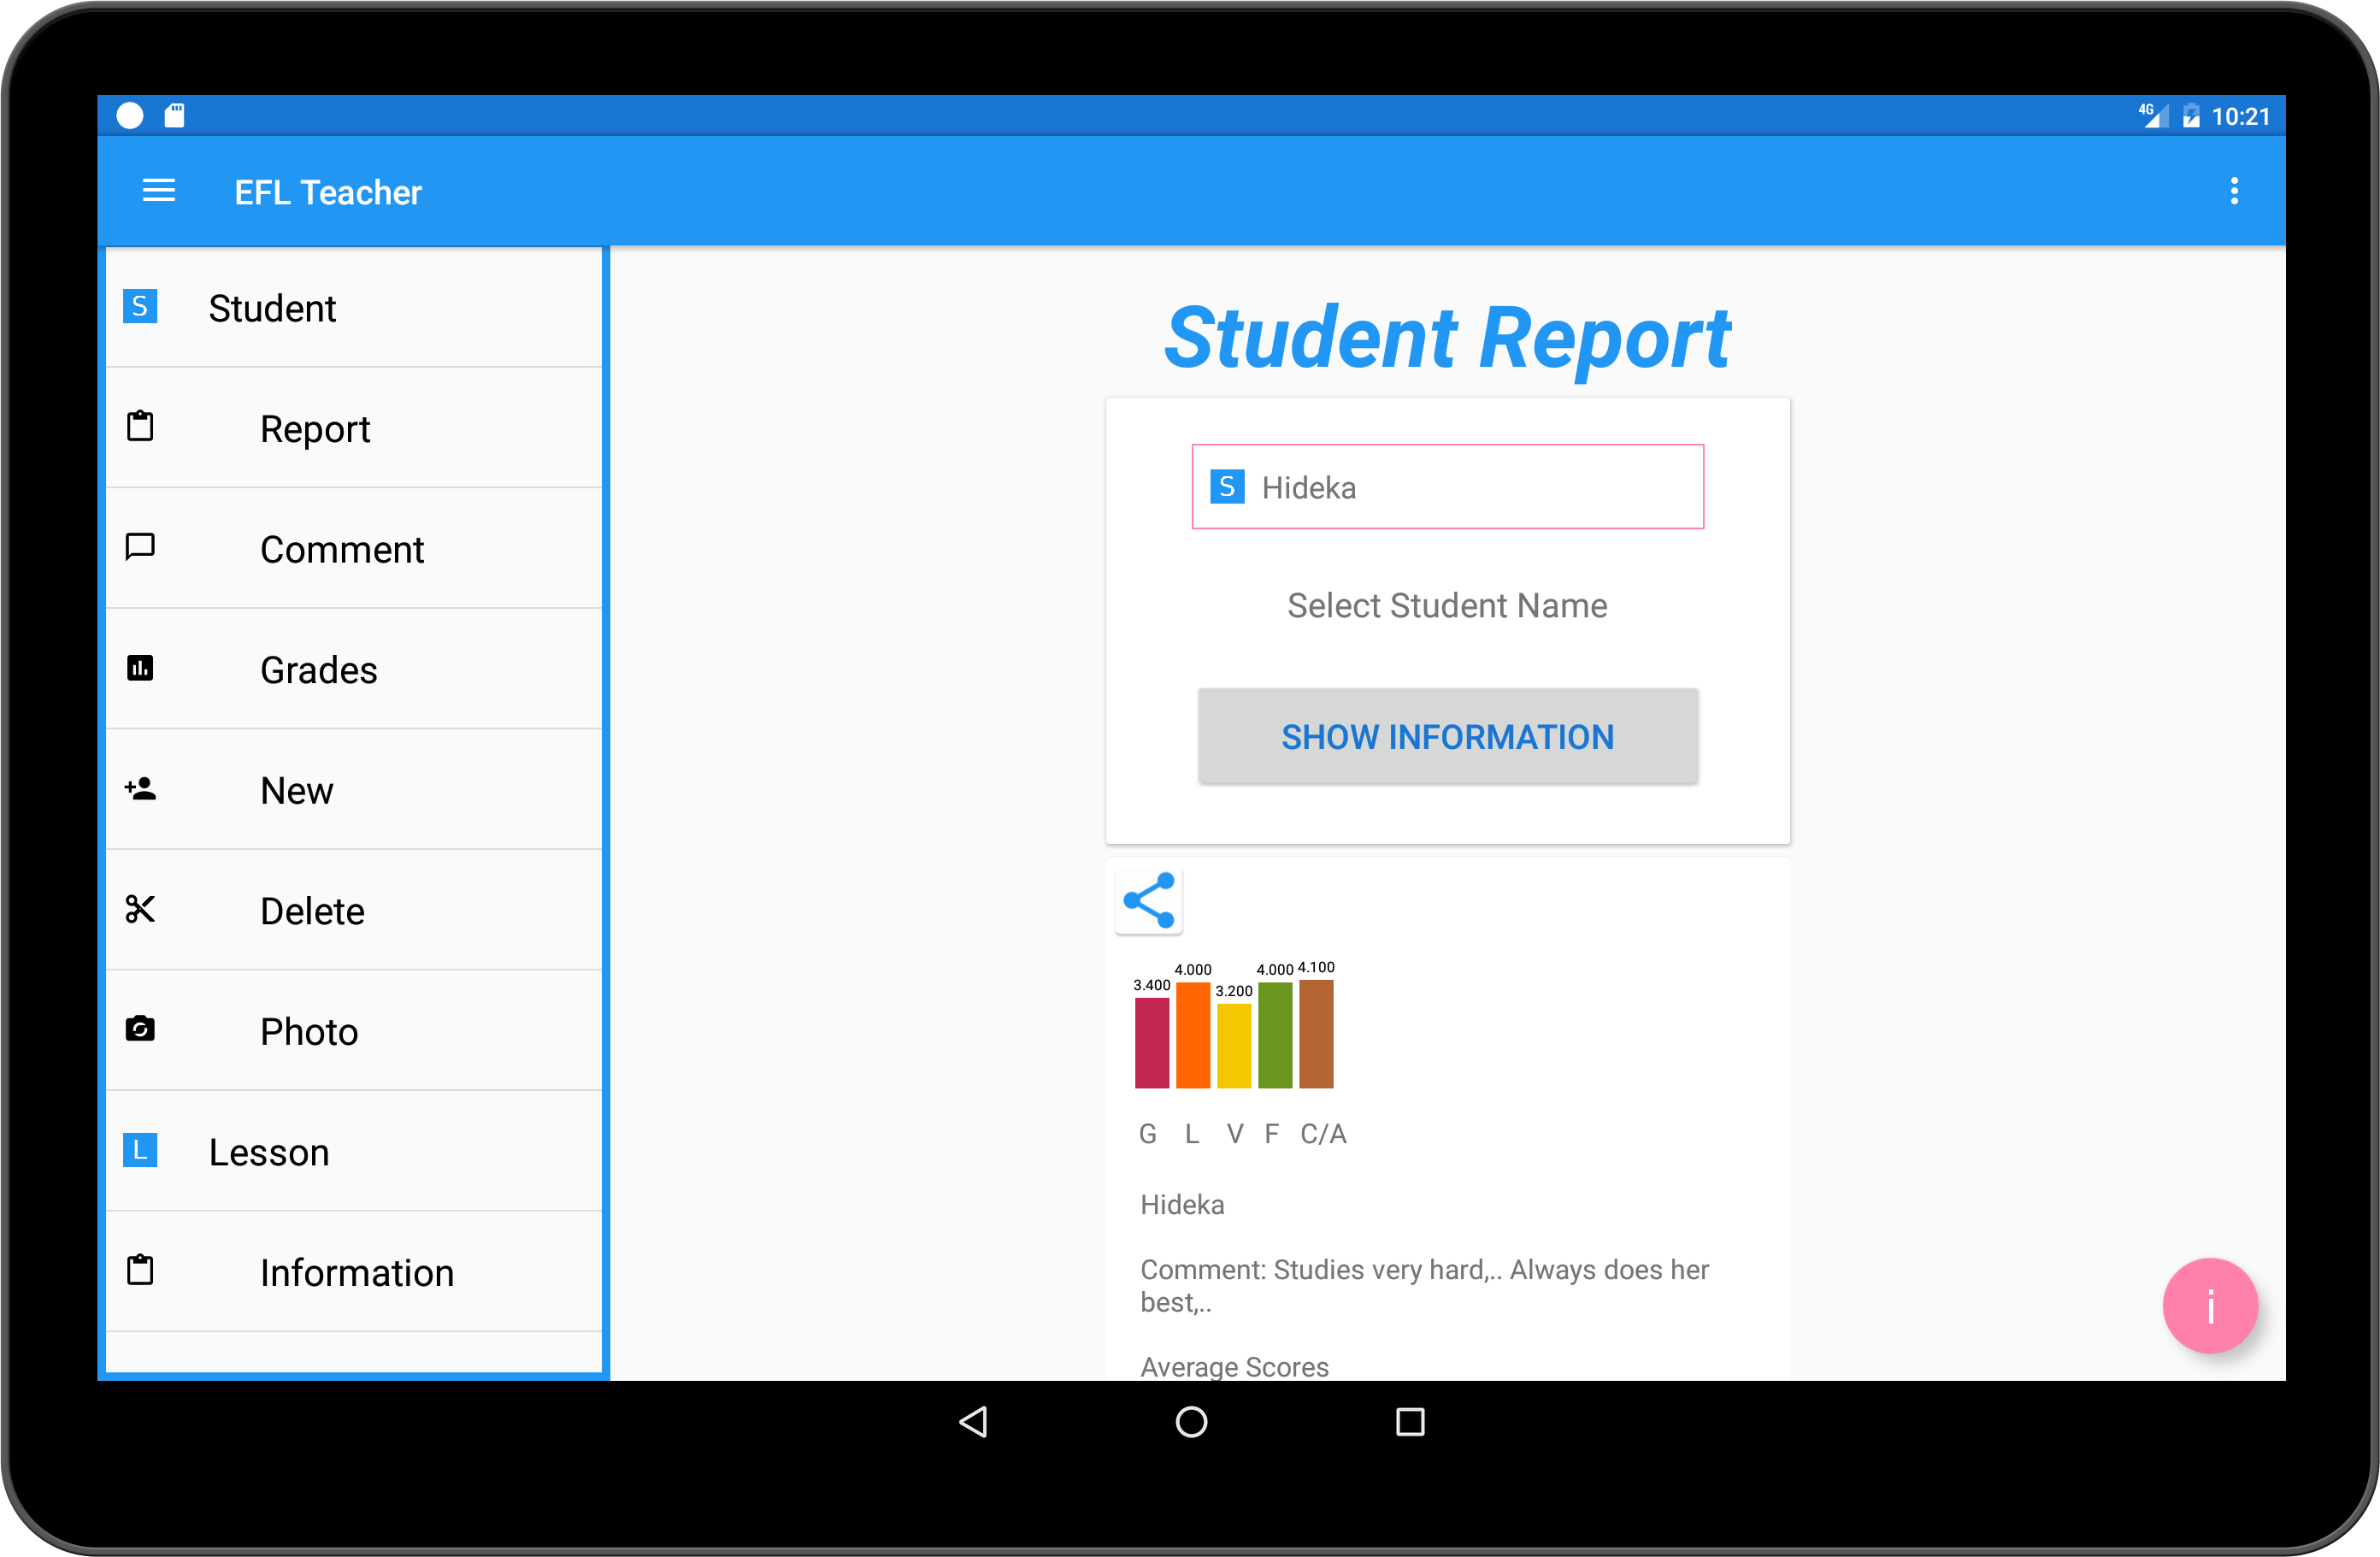 4G 10:21
EFL Teacher
S Student
Report
Comment
Grades
New
Delete
Photo
L Lesson
Information
Student Report
S Hideka
Select Student Name
SHOW INFORMATION
3.400 4.000 3.200 4.000 4.100
G L V F C/A
Hideka
Comment: Studies very hard,.. Always does her
best,..
Average Scores
i